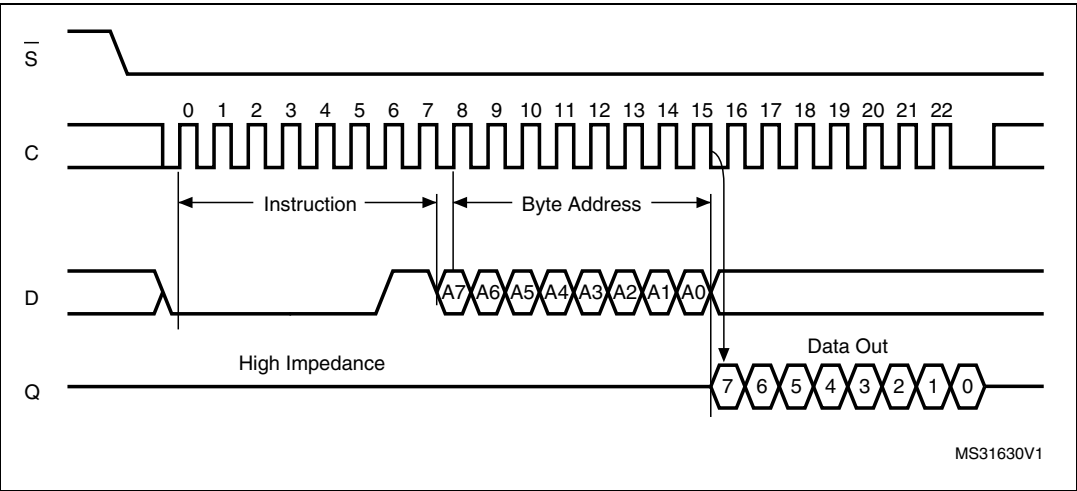 S
0 1 2 3 4 5 6 7 8 9 10 11 12 13 14 15 16 17 18 19 20 21 22
C
Instruction Byte Address
D A7 A6 A5 A4 A3 A2 A1 A0
Data Out
High Impedance
Q 7 6 5 4 3 2 1 0
MS31630V1